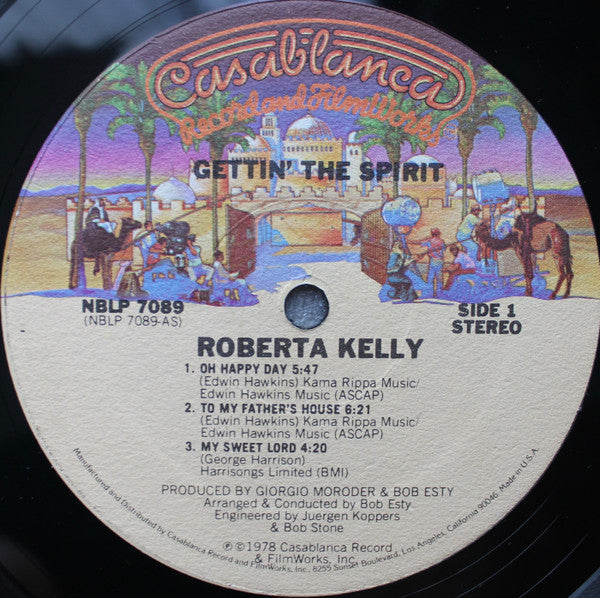 Casablanca
Record and FilmWorks
GETTIN' THE SPIRIT
NBLP 7089
(NBLP 7089-AS)
SIDE 1
STEREO
ROBERTA KELLY
1. OH HAPPY DAY 5:47
(Edwin Hawkins) Kama Rippa Music/
Edwin Hawkins Music (ASCAP)
2. TO MY FATHER'S HOUSE 6:21
(Edwin Hawkins) Kama Rippa Music/
Edwin Hawkins Music (ASCAP)
3. MY SWEET LORD 4:20
(George Harrison)
Harrisongs Limited (BMI)
PRODUCED BY GIORGIO MORODER & BOB ESTY
Arranged & Conducted by Bob Esty
Engineered by Juergen Koppers
& Bob Stone
℗©1978 Casablanca Record
& FilmWorks, Inc.
Manufactured and Distributed by Casablanca Record and FilmWorks, Inc., 8255 Sunset Boulevard, Los Angeles, California 90046. Made in U.S.A.